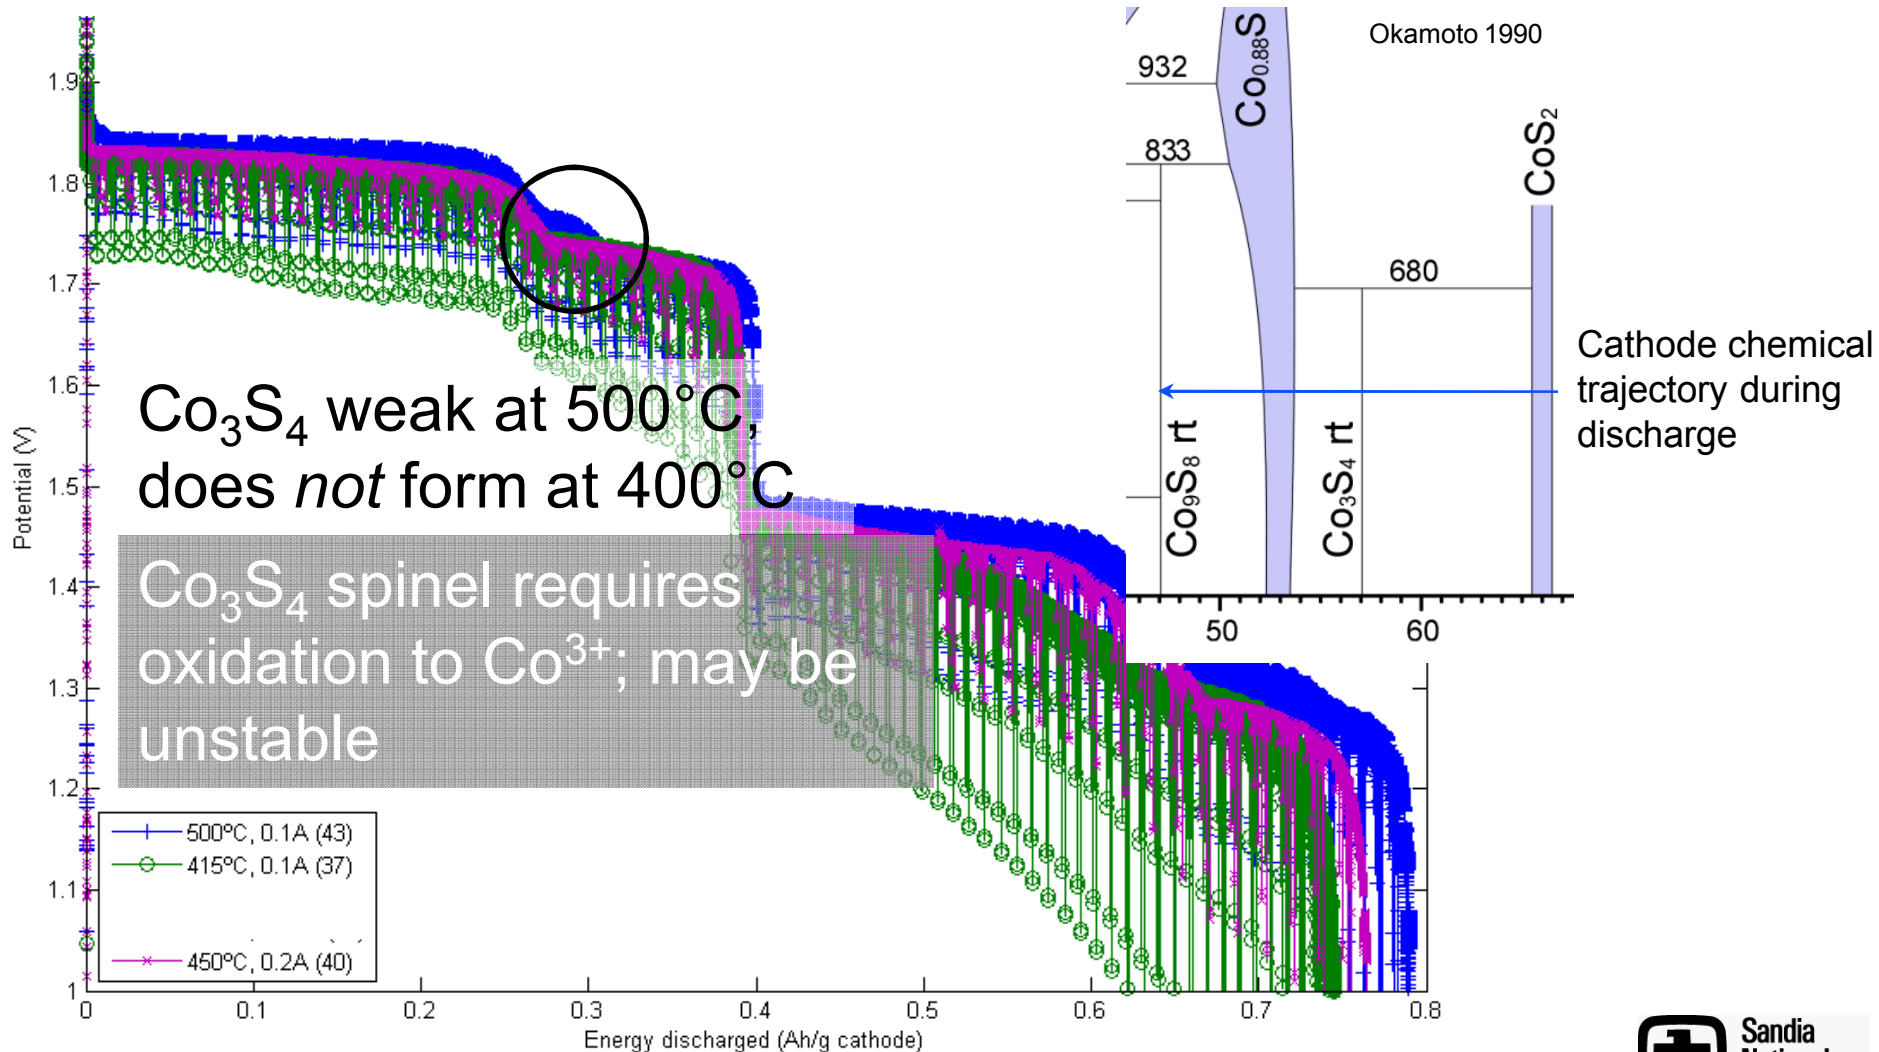 Okamoto 1990
932
833
680
Co0.88S
CoS2
Co9S8 rt
Co3S4 rt
50
60
Cathode chemical
trajectory during
discharge
Co3S4 weak at 500°C,
does not form at 400°C
Co3S4 spinel requires
oxidation to Co3+; may be
unstable
Potential (V)
1.9
1.8
1.7
1.6
1.5
1.4
1.3
1.2
1.1
1
500ºC, 0.1A (43)
415ºC, 0.1A (37)
450ºC, 0.2A (40)
0
0.1
0.2
0.3
0.4
0.5
0.6
0.7
0.8
Energy discharged (Ah/g cathode)
Sandia